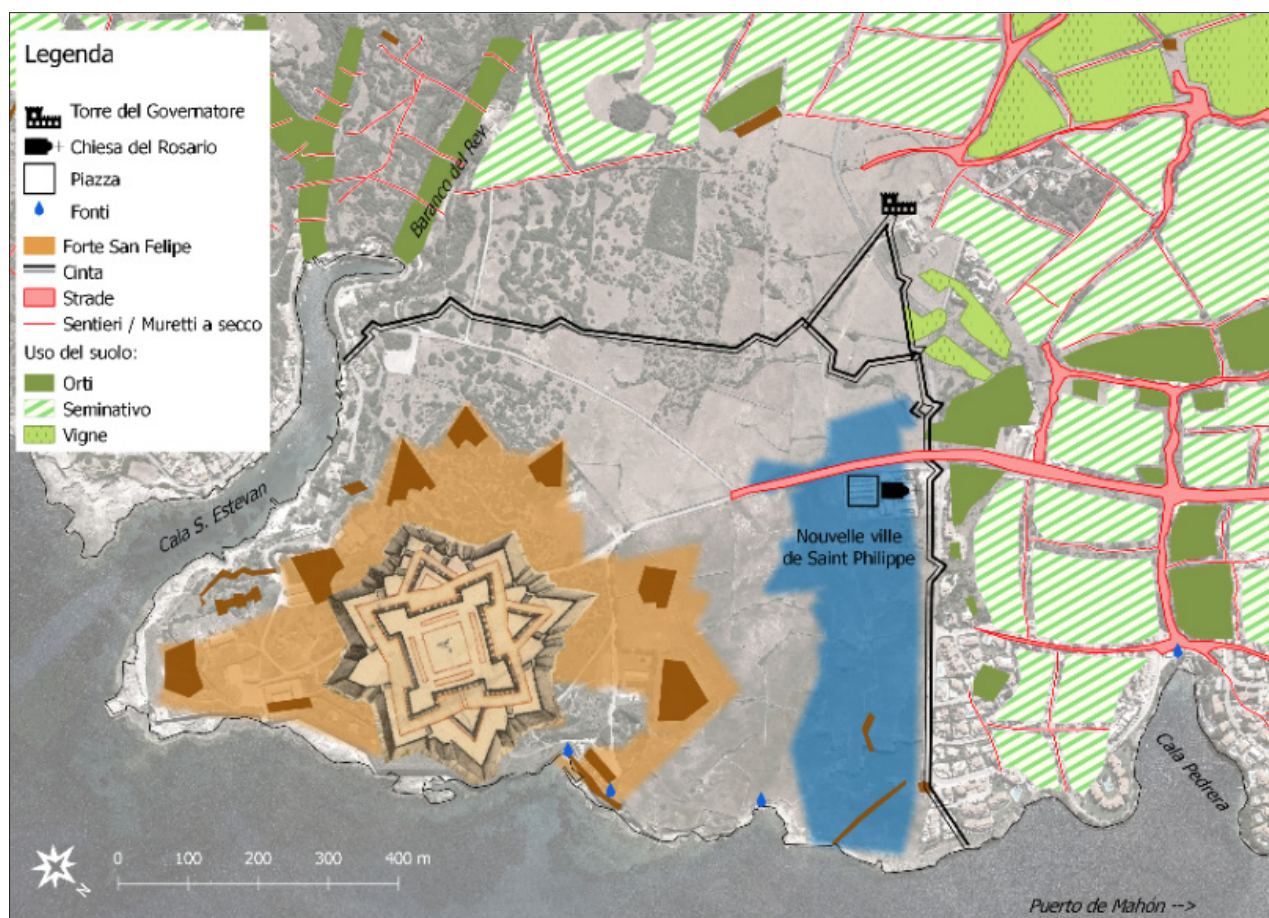 Legenda
Torre del Governatore
Chiesa del Rosario
Piazza
Fonti
Forte San Felipe
Cinta
Strade
Sentieri / Muretti a secco
Uso del suolo:
Orti
Seminativo
Vigne
Baranco del Rey
Cala S. Estevan
Nouvelle ville
de Saint Philippe
Cala Pedrera
N
0 100 200 300 400 m
Puerto de Mahón -->